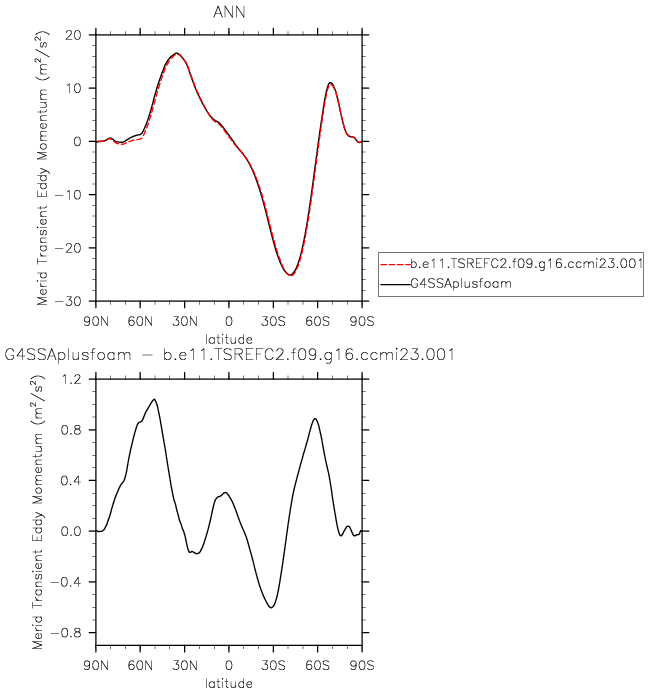 ANN
Merid Transient Eddy Momentum (m²/s²)
20
10
0
−10
−20
−30
90N 60N 30N 0 30S 60S 90S
latitude
b.e11.TSREFC2.f09.g16.ccmi23.001
G4SSAplusfoam
G4SSAplusfoam − b.e11.TSREFC2.f09.g16.ccmi23.001
Merid Transient Eddy Momentum (m²/s²)
1.2
0.8
0.4
0.0
−0.4
−0.8
90N 60N 30N 0 30S 60S 90S
latitude